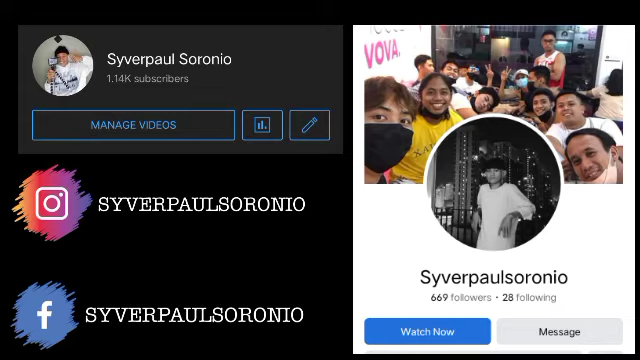 Syverpaul Soronio
1.14K subscribers
MANAGE VIDEOS
SYVERPAULSORONIO
SYVERPAULSORONIO
VOVA.
Syverpaulsoronio
669 followers • 28 following
Watch Now
Message